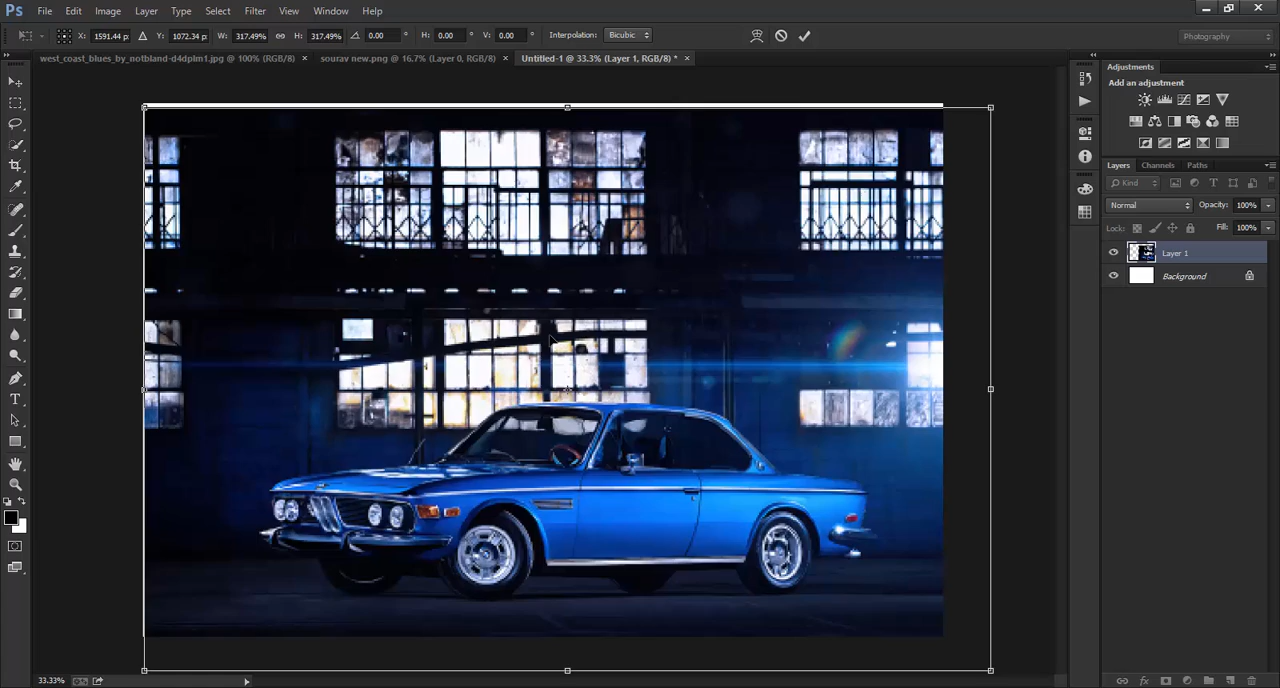 Ps File Edit Image Layer Type Select Filter View Window Help
X: 1591.44 p: Y: 1072.34 p: W: 317.49% H: 317.49% 0.00 ° H: 0.00 ° V: 0.00 ° Interpolation: Bicubic Photography
west_coast_blues_by_notbland-d4dplm1.jpg @ 100% (RGB/8) × sourav new.png @ 16.7% (Layer 0, RGB/8) × Untitled-1 @ 33.3% (Layer 1, RGB/8) * ×
Adjustments
Add an adjustment
Layers Channels Paths
Kind
Normal Opacity: 100%
Lock: Fill: 100%
Layer 1
Background
33.33%